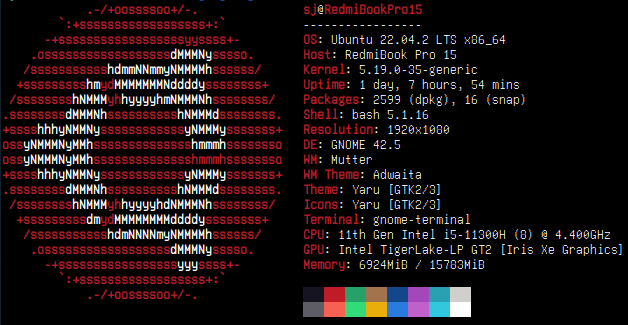 sj@RedmiBookPro15
-----------------
OS: Ubuntu 22.04.2 LTS x86_64
Host: RedmiBook Pro 15
Kernel: 5.19.0-35-generic
Uptime: 1 day, 7 hours, 54 mins
Packages: 2599 (dpkg), 16 (snap)
Shell: bash 5.1.16
Resolution: 1920x1080
DE: GNOME 42.5
WM: Mutter
WM Theme: Adwaita
Theme: Yaru [GTK2/3]
Icons: Yaru [GTK2/3]
Terminal: gnome-terminal
CPU: 11th Gen Intel i5-11300H (8) @ 4.400GHz
GPU: Intel TigerLake-LP GT2 [Iris Xe Graphics]
Memory: 6924MiB / 15783MiB